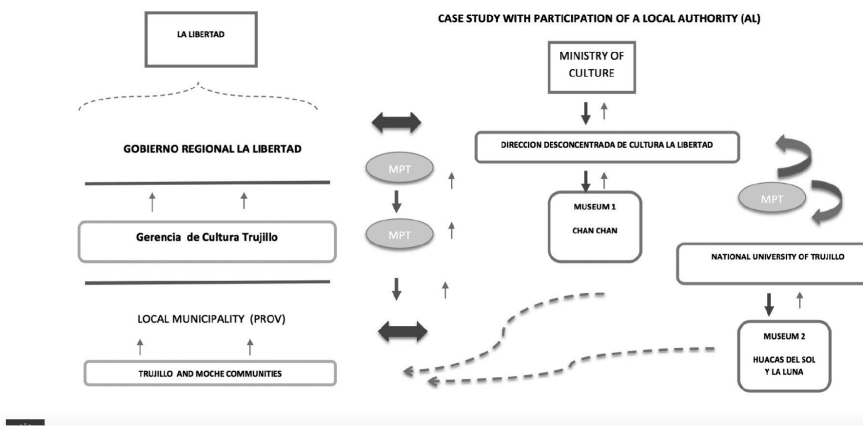 LA LIBERTAD
CASE STUDY WITH PARTICIPATION OF A LOCAL AUTHORITY (AL)
MINISTRY OF
CULTURE
GOBIERNO REGIONAL LA LIBERTAD
DIRECCION DESCONCENTRADA DE CULTURA LA LIBERTAD
MPT
MPT
MUSEUM 1
CHAN CHAN
MPT
Gerencia de Cultura Trujillo
NATIONAL UNIVERSITY OF TRUJILLO
LOCAL MUNICIPALITY (PROV)
MUSEUM 2
HUACAS DEL SOL
Y LA LUNA
TRUJILLO AND MOCHE COMMUNITIES